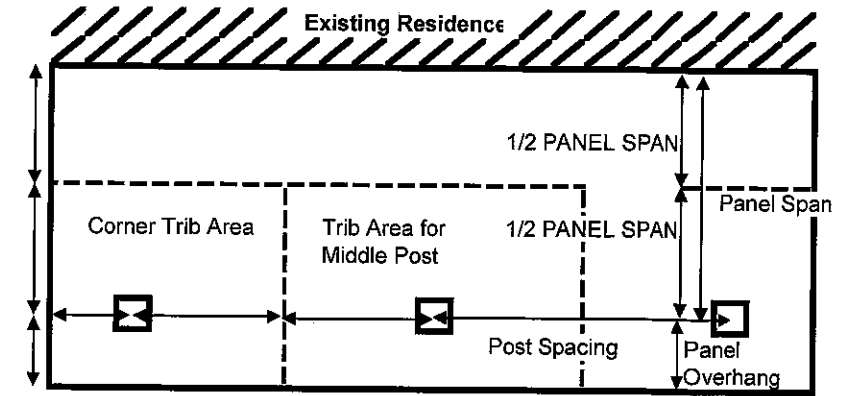 Existing Residence
1/2 PANEL SPAN
Panel Span
Corner Trib Area
Trib Area for
Middle Post
1/2 PANEL SPAN
Post Spacing
Panel
Overhang